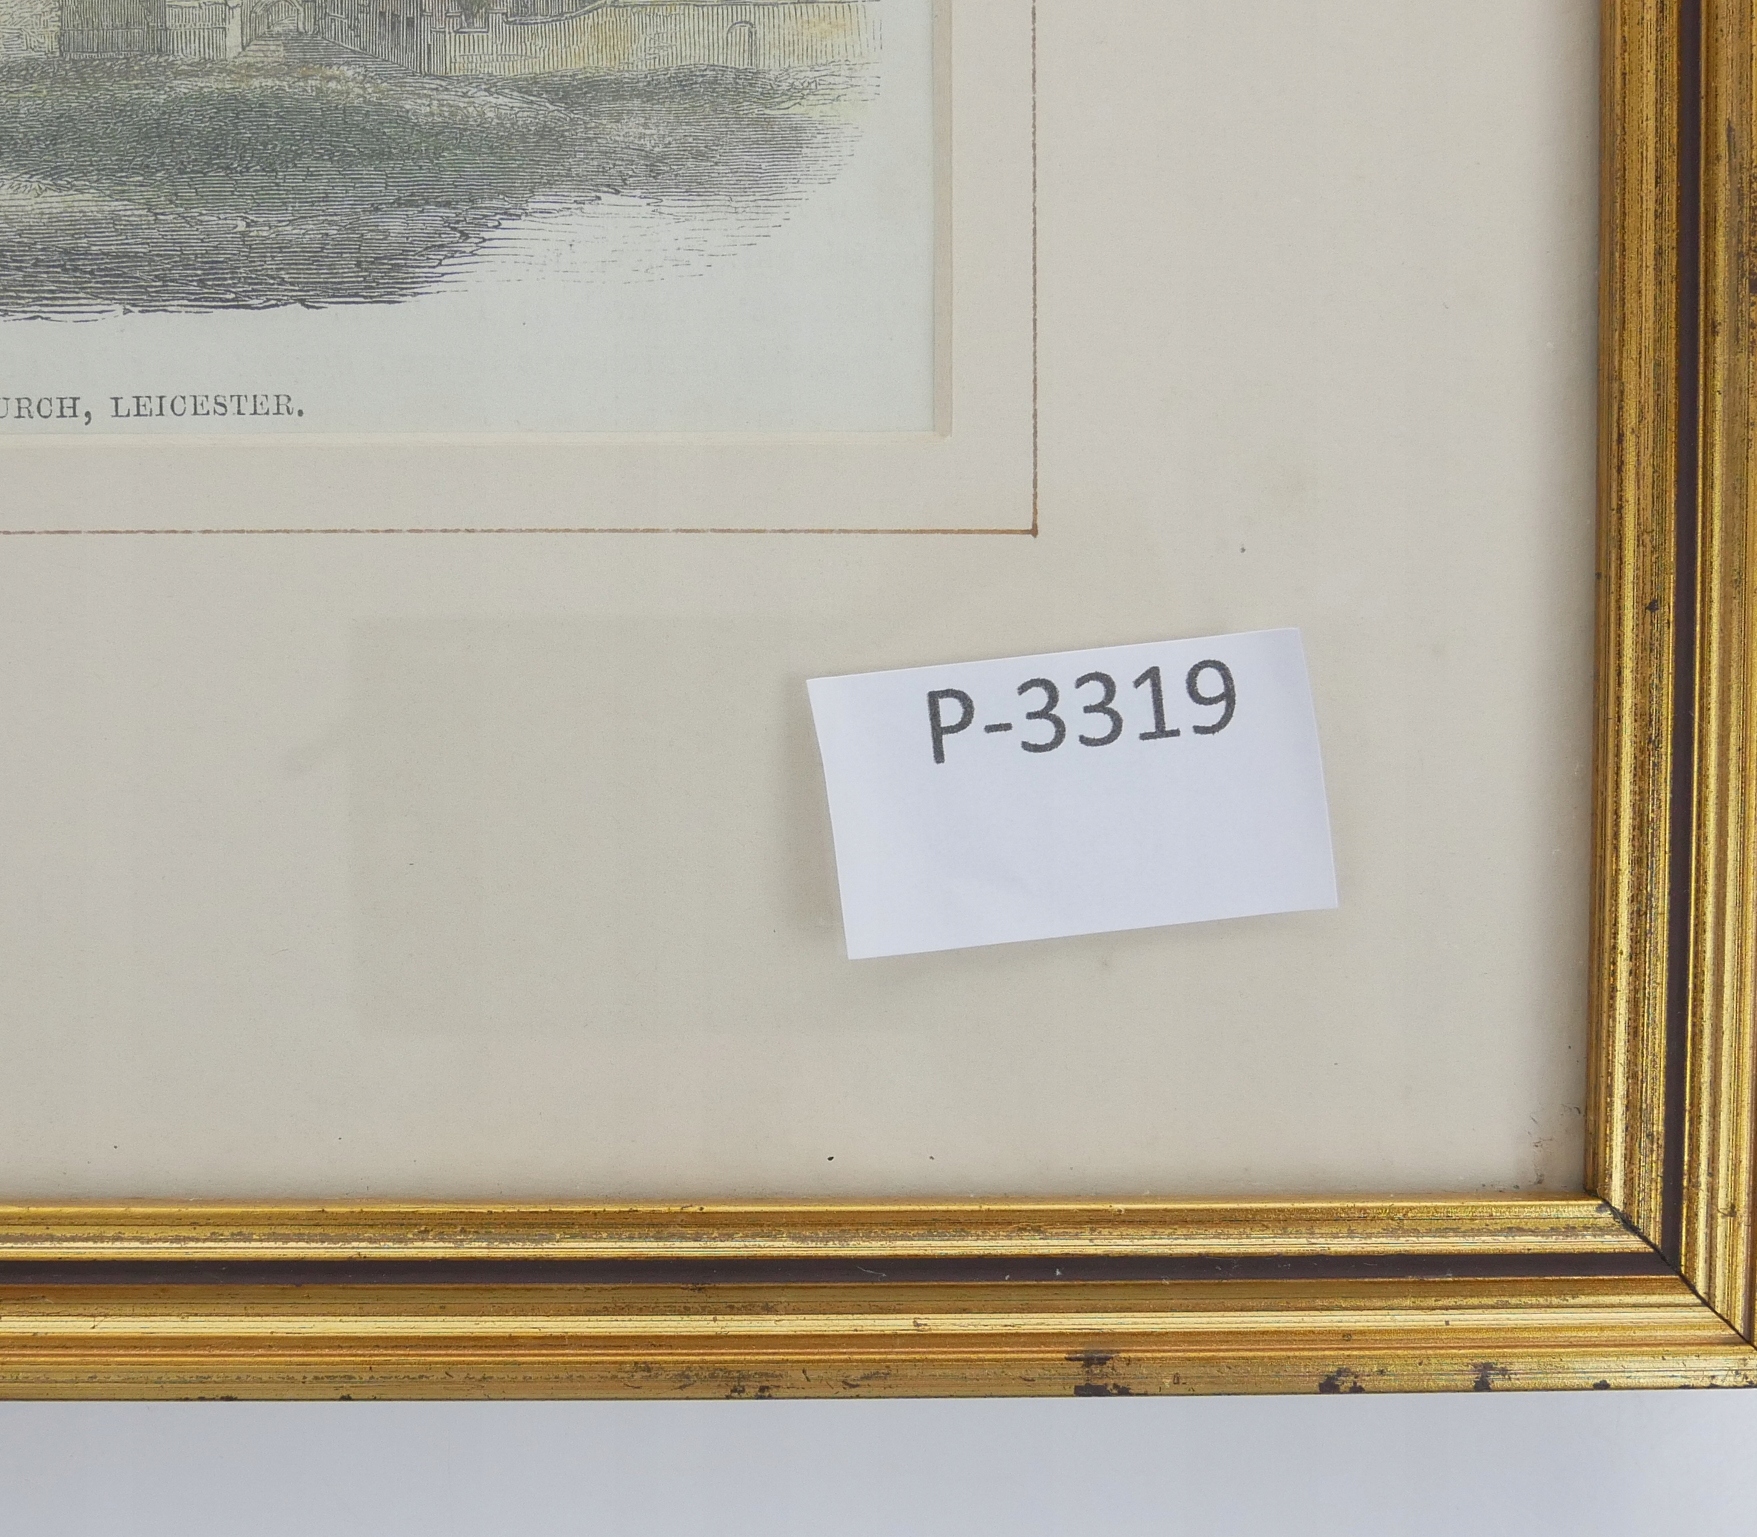 URCH, LEICESTER.
P-3319